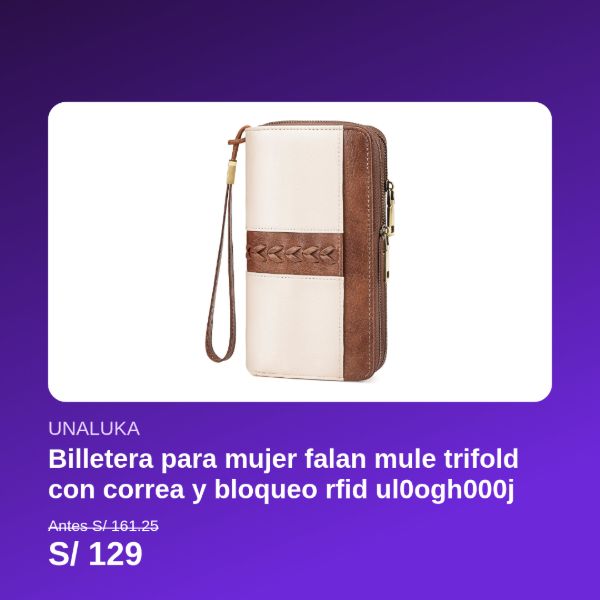 UNALUKA
Billetera para mujer falan mule trifold
con correa y bloqueo rfid ul0ogh000j
Antes S/ 161.25
S/ 129